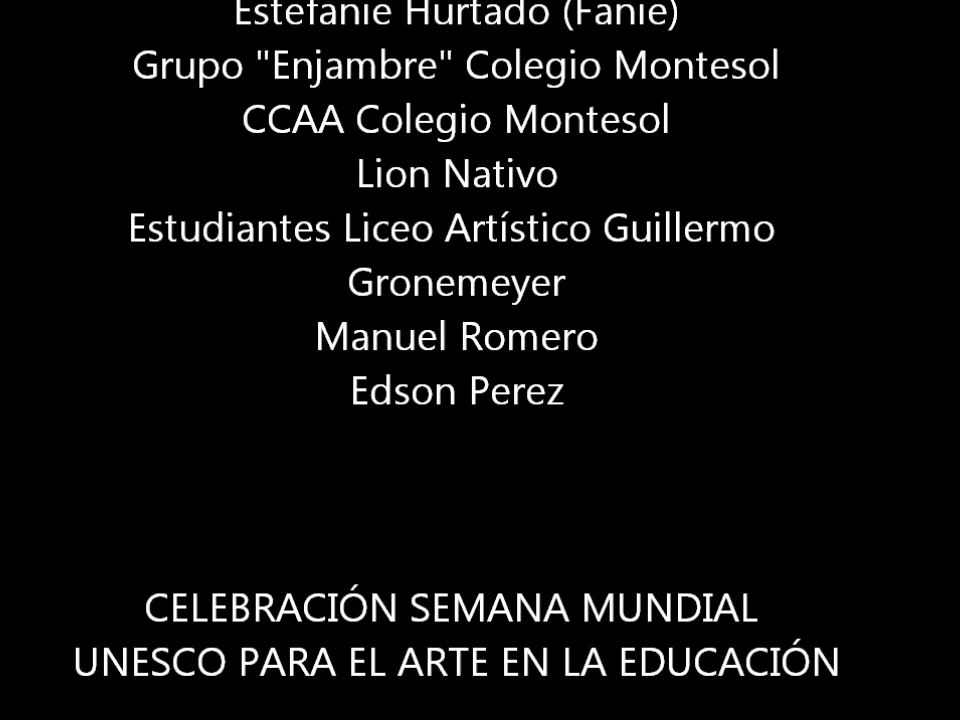 Estefanie Hurtado (Fanie)
Grupo "Enjambre" Colegio Montesol
CCAA Colegio Montesol
Lion Nativo
Estudiantes Liceo Artístico Guillermo
Gronemeyer
Manuel Romero
Edson Perez
CELEBRACIÓN SEMANA MUNDIAL
UNESCO PARA EL ARTE EN LA EDUCACIÓN